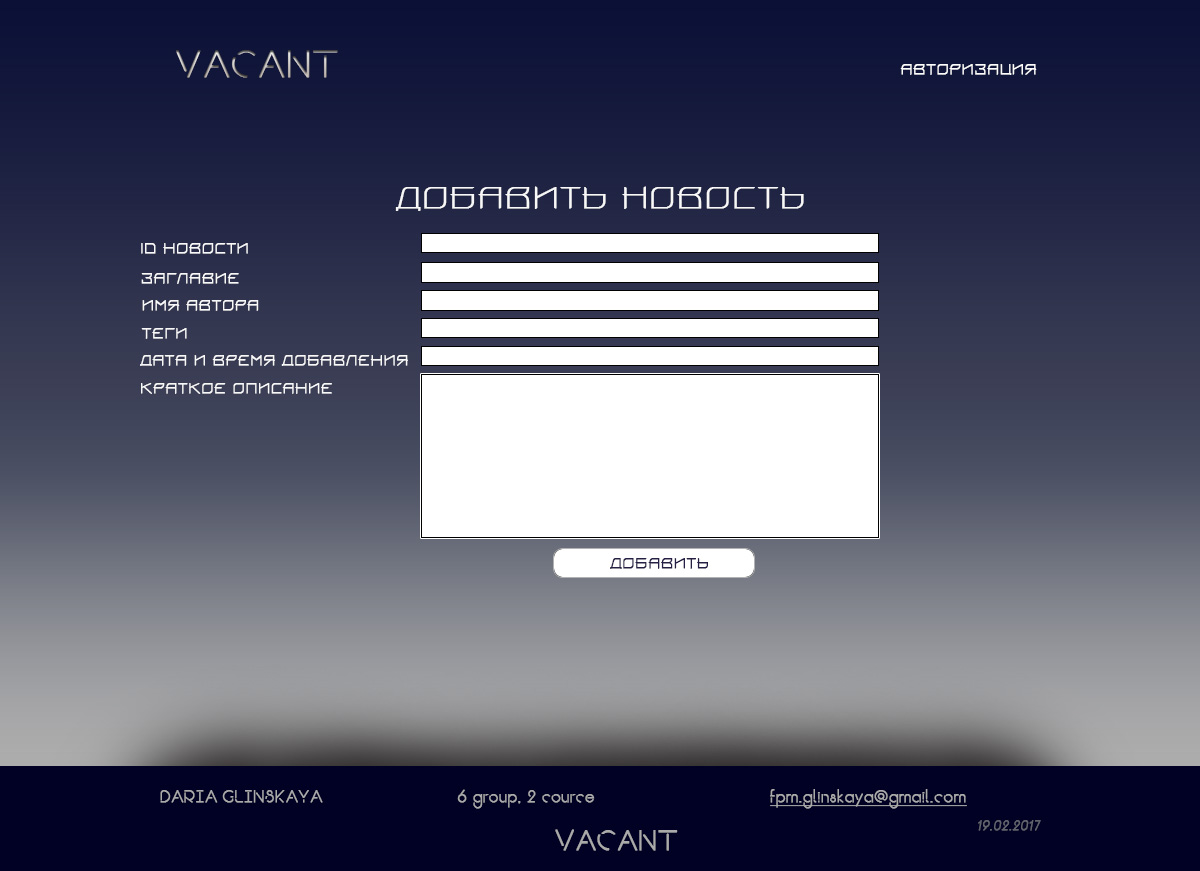 VACANT
АВТОРИЗАЦИЯ
ДОБАВИТЬ НОВОСТЬ
ID НОВОСТИ
ЗАГЛАВИЕ
ИМЯ АВТОРА
ТЕГИ
ДАТА И ВРЕМЯ ДОБАВЛЕНИЯ
КРАТКОЕ ОПИСАНИЕ
ДОБАВИТЬ
DARIA GLINSKAYA
6 group, 2 cource
fpm.glinskaya@gmail.com
19.02.2017
VACANT